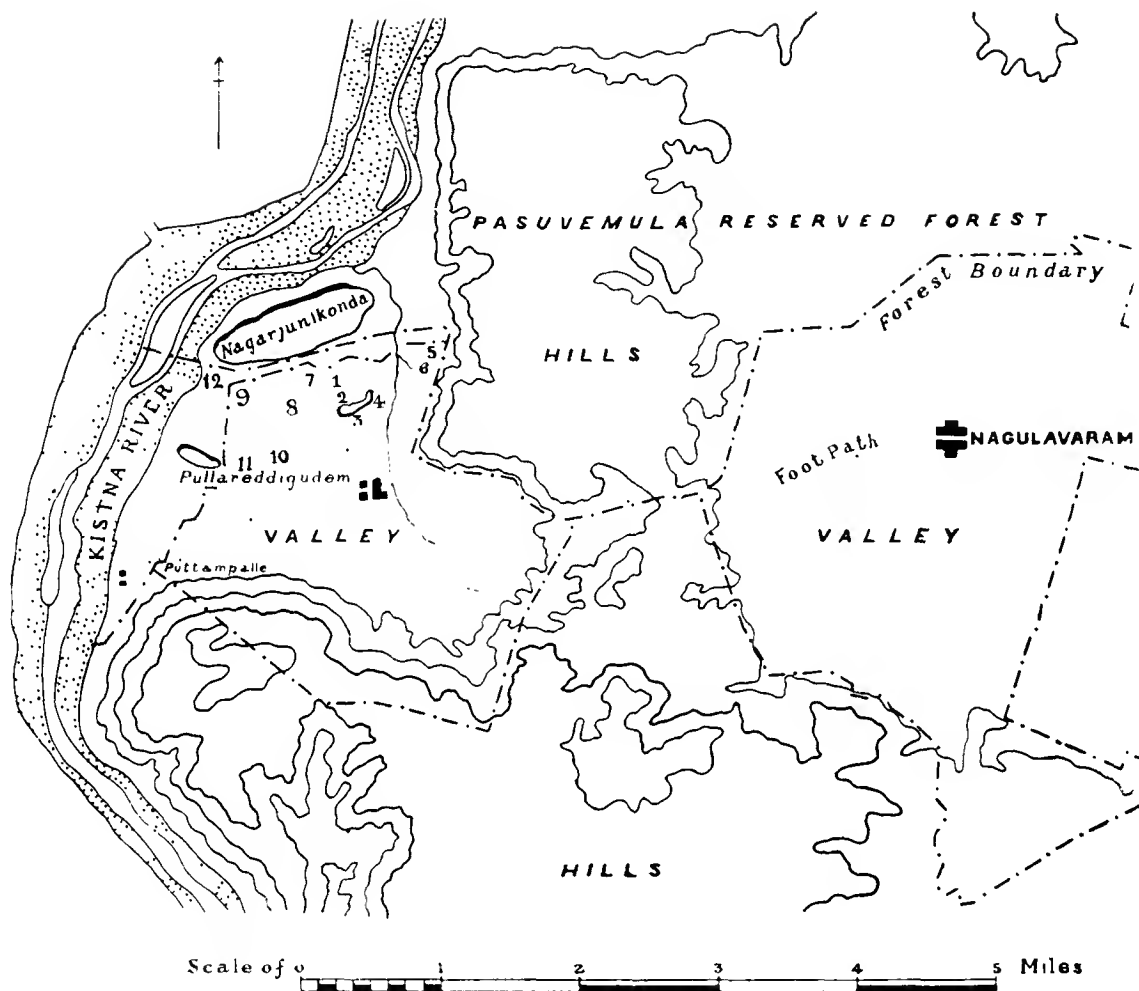 PASUVEMULA RESERVED FOREST
Forest Boundary
Nagarjunikonda
HILLS
5
6
12
9
7
1
8
2
4
3
KISTNA RIVER
NAGULAVARAM
Foot Path
11
10
Pullareddigudem
VALLEY
VALLEY
Puttampalle
HILLS
Scale of 0 1 2 3 4 5 Miles